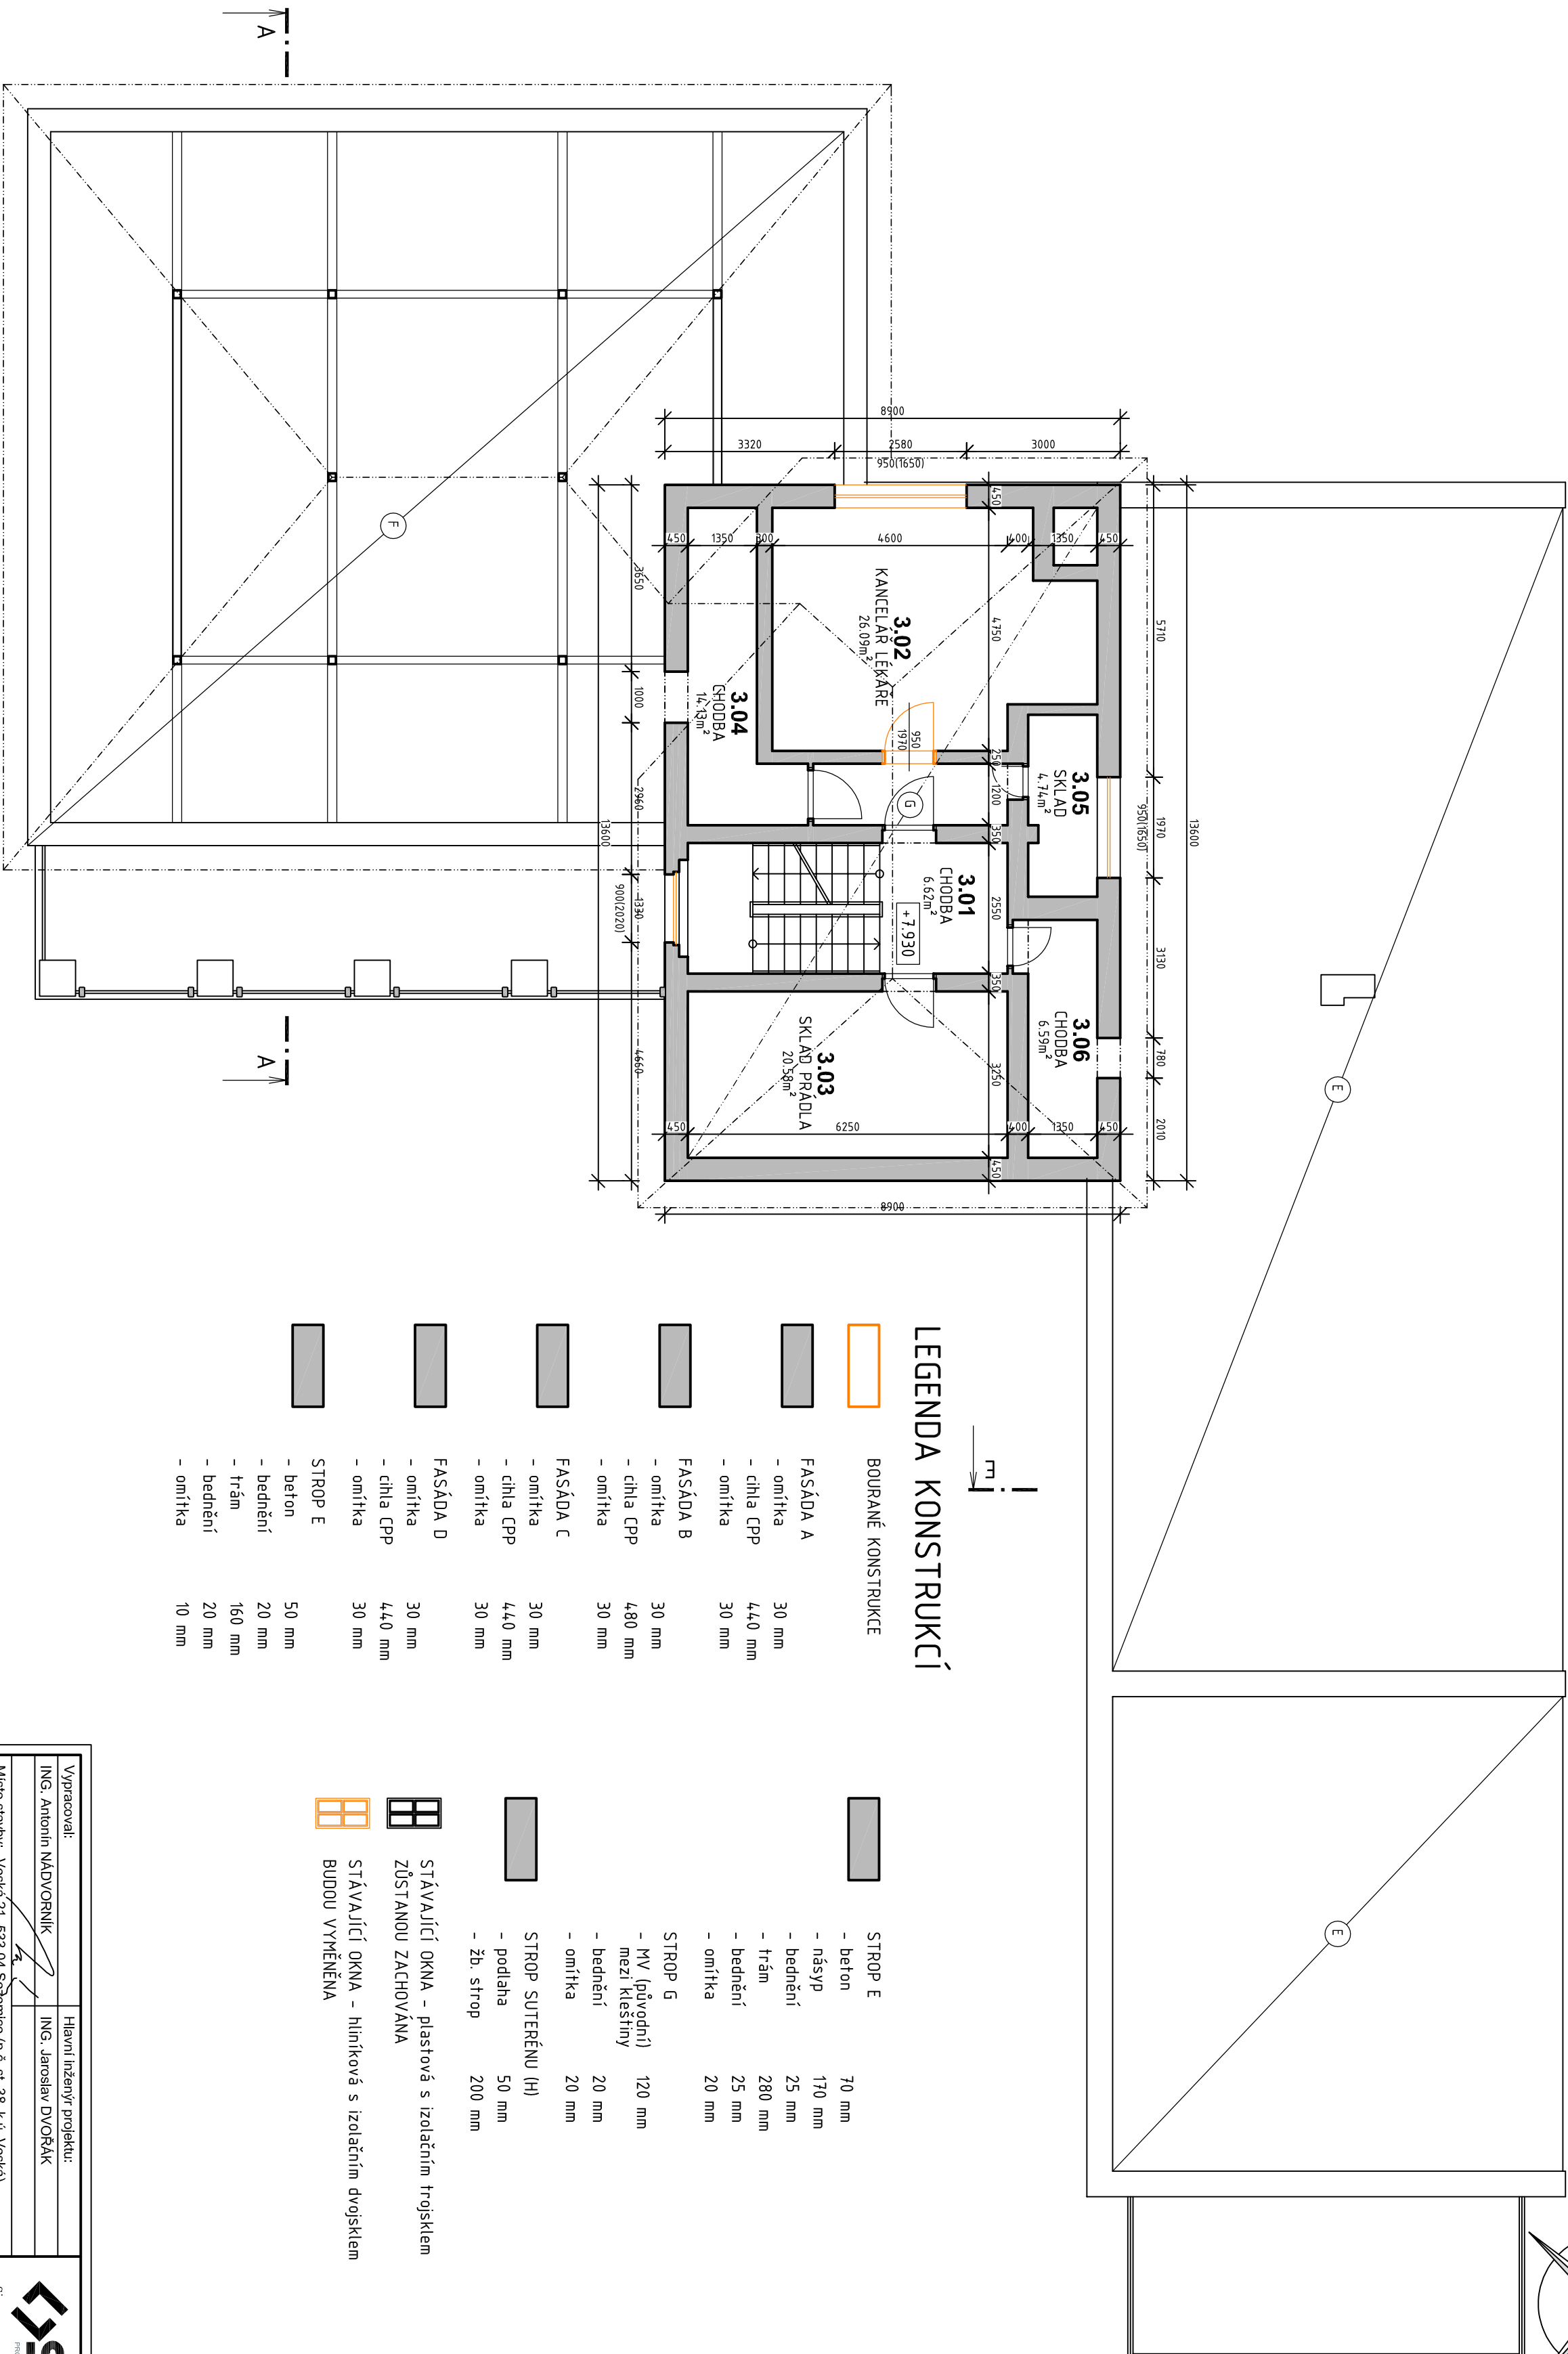 A
A
E
E
E
F
G
8900
3320
2580
950(1650)
3000
13600
5710
1970
950(1650)
3130
780
2010
450
1350
300
4600
400
1350
450
450
4750
250
1200
350
2550
350
3250
450
3.02
KANCELÁŘ LÉKAŘE
26.09m²
950
1970
3.04
CHODBA
14.13m²
3.05
SKLAD
4.74m²
3.01
CHODBA
6.62m²
+7.930
3.06
CHODBA
6.59m²
3.03
SKLAD PRÁDLA
20.58m²
450
6250
400
1350
450
3650
1000
2960
1330
900(2020)
4660
13600
8900
LEGENDA KONSTRUKCÍ
BOURANÉ KONSTRUKCE
FASÁDA A
- omítka 30 mm
- cihla CPP 440 mm
- omítka 30 mm
FASÁDA B
- omítka 30 mm
- cihla CPP 480 mm
- omítka 30 mm
FASÁDA C
- omítka 30 mm
- cihla CPP 440 mm
- omítka 30 mm
FASÁDA D
- omítka 30 mm
- cihla CPP 440 mm
- omítka 30 mm
STROP E
- beton 50 mm
- bednění 20 mm
- trám 160 mm
- bednění 20 mm
- omítka 10 mm
STROP E
- beton 70 mm
- násyp 170 mm
- bednění 25 mm
- trám 280 mm
- bednění 25 mm
- omítka 20 mm
STROP G
- MV (původní) 120 mm
mezi kleštiny
- bednění 20 mm
- omítka 20 mm
STROP SUTERÉNU (H)
- podlaha 50 mm
- žb. strop 200 mm
STÁVAJÍCÍ OKNA - plastová s izolačním trojsklem
ZŮSTANOU ZACHOVÁNA
STÁVAJÍCÍ OKNA - hliníková s izolačním dvojsklem
BUDOU VYMĚNĚNA
Vypracoval:
Hlavní inženýr projektu:
ING. Antonín NÁDVORNÍK
ING. Jaroslav DVOŘÁK